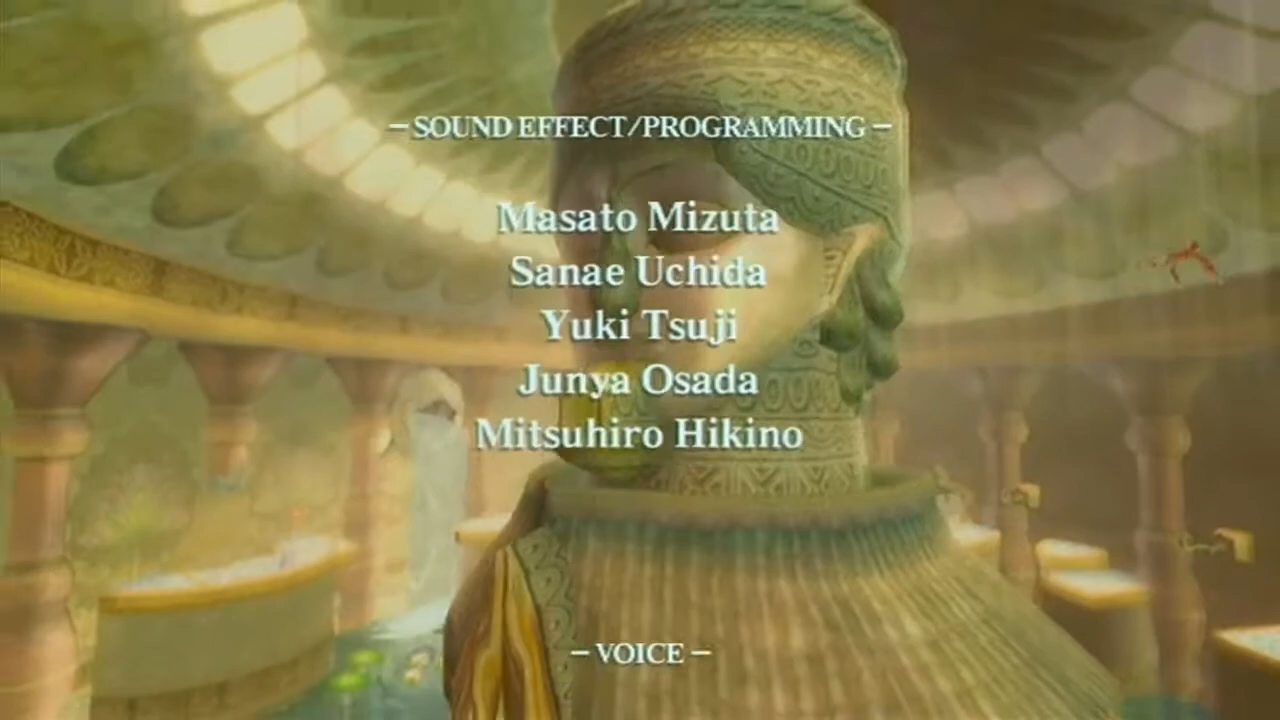 – SOUND EFFECT/PROGRAMMING –
Masato Mizuta
Sanae Uchida
Yuki Tsuji
Junya Osada
Mitsuhiro Hikino
– VOICE –